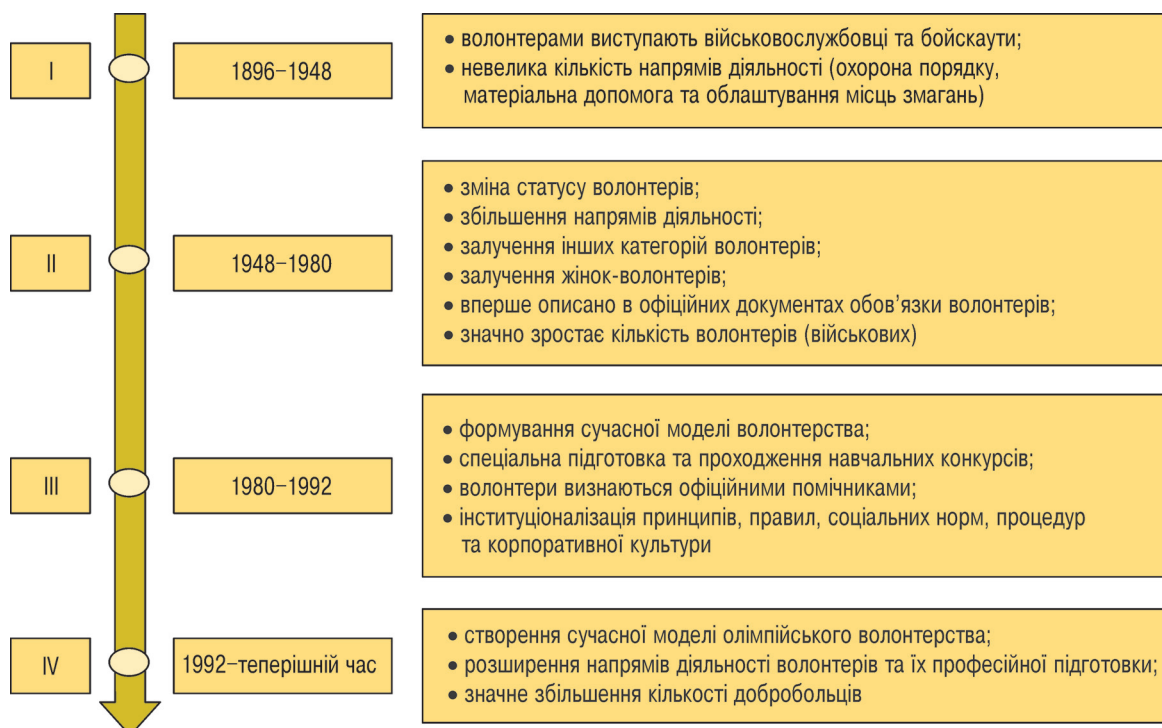 I
1896–1948
• волонтерами виступають військовослужбовці та бойскаути;
• невелика кількість напрямів діяльності (охорона порядку,
матеріальна допомога та облаштування місць змагань)
II
1948–1980
• зміна статусу волонтерів;
• збільшення напрямів діяльності;
• залучення інших категорій волонтерів;
• залучення жінок-волонтерів;
• вперше описано в офіційних документах обов’язки волонтерів;
• значно зростає кількість волонтерів (військових)
III
1980–1992
• формування сучасної моделі волонтерства;
• спеціальна підготовка та проходження навчальних конкурсів;
• волонтери визнаються офіційними помічниками;
• інституціоналізація принципів, правил, соціальних норм, процедур
та корпоративної культури
IV
1992–теперішній час
• створення сучасної моделі олімпійського волонтерства;
• розширення напрямів діяльності волонтерів та їх професійної підготовки;
• значне збільшення кількості добробольців